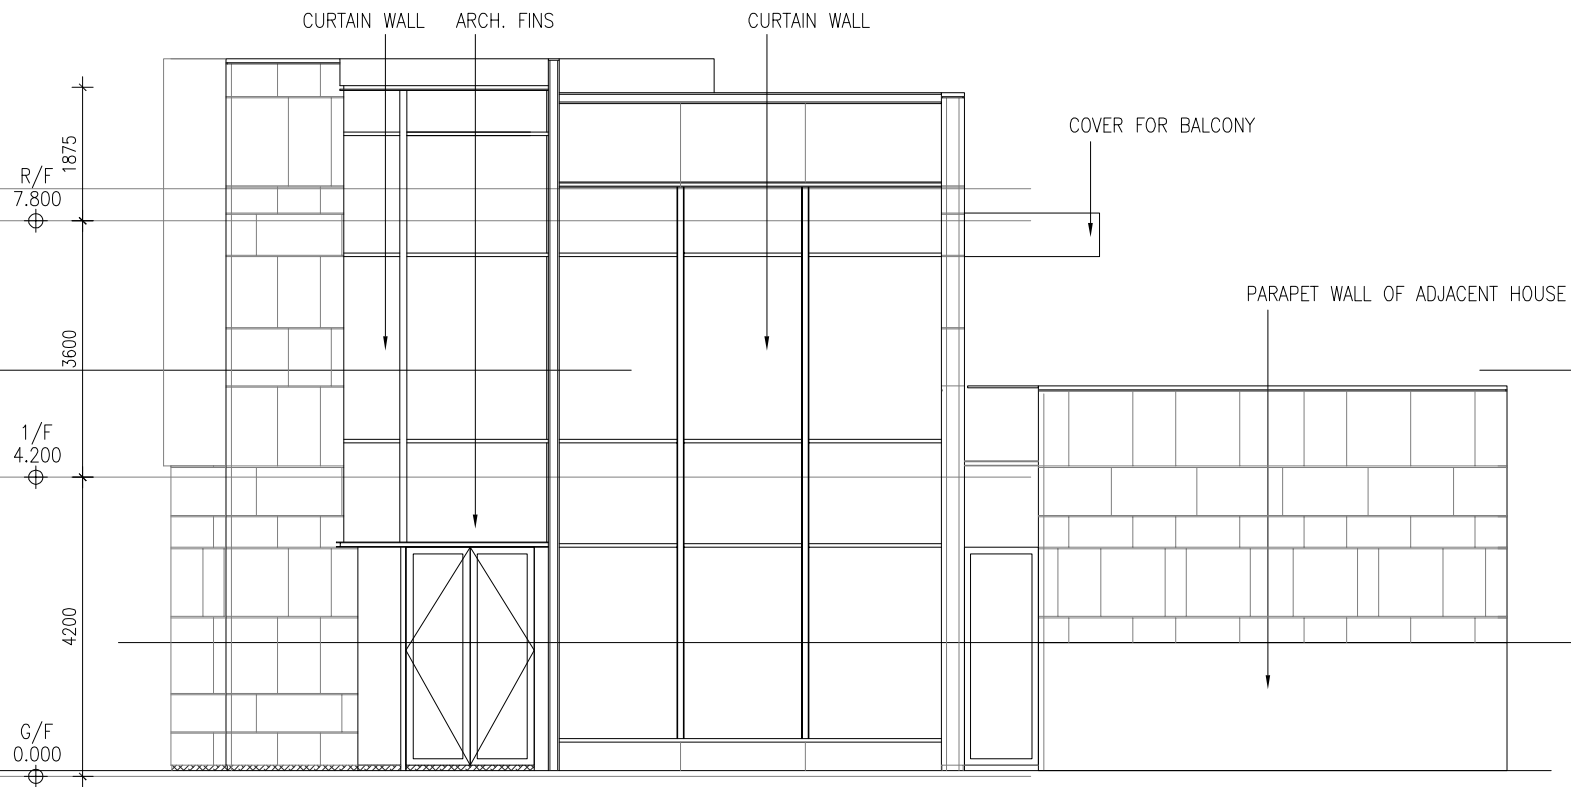 CURTAIN WALL
ARCH. FINS
CURTAIN WALL
COVER FOR BALCONY
1875
R/F
7.800
PARAPET WALL OF ADJACENT HOUSE
3600
1/F
4.200
4200
G/F
0.000